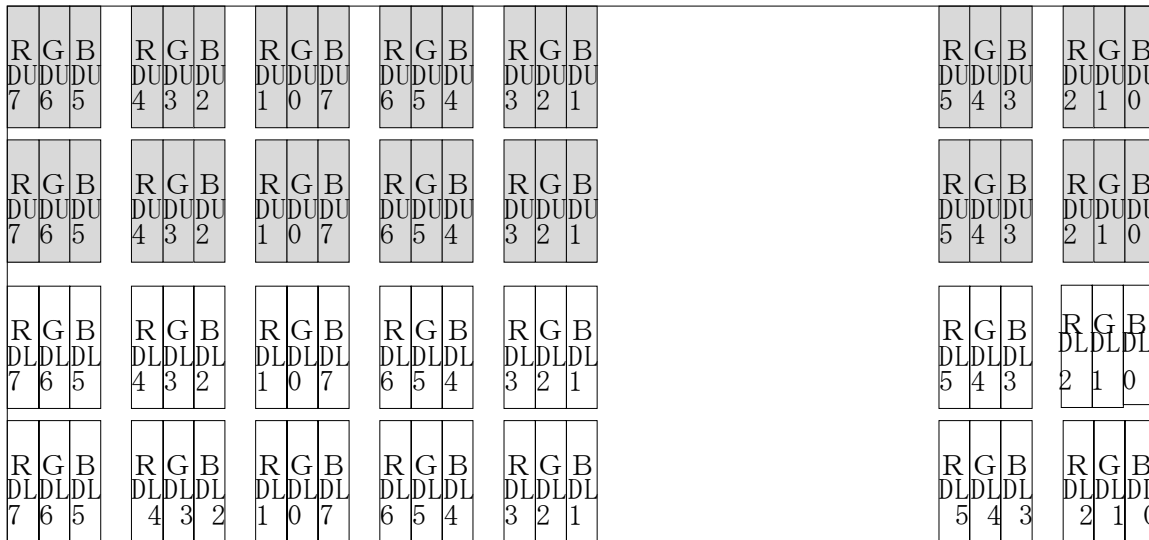 R G B R G B R G B R G B R G B R G B R G B
DU DU DU DU DU DU DU DU DU DU DU DU DU DU DU DU DU DU DU DU DU
7 6 5 4 3 2 1 0 7 6 5 4 3 2 1 5 4 3 2 1 0
R G B R G B R G B R G B R G B R G B R G B
DU DU DU DU DU DU DU DU DU DU DU DU DU DU DU DU DU DU DU DU DU
7 6 5 4 3 2 1 0 7 6 5 4 3 2 1 5 4 3 2 1 0
R G B R G B R G B R G B R G B R G B R G B
DL DL DL DL DL DL DL DL DL DL DL DL DL DL DL DL DL DL DL DL DL
7 6 5 4 3 2 1 0 7 6 5 4 3 2 1 5 4 3 2 1 0
R G B R G B R G B R G B R G B R G B R G B
DL DL DL DL DL DL DL DL DL DL DL DL DL DL DL DL DL DL DL DL DL
7 6 5 4 3 2 1 0 7 6 5 4 3 2 1 5 4 3 2 1 0